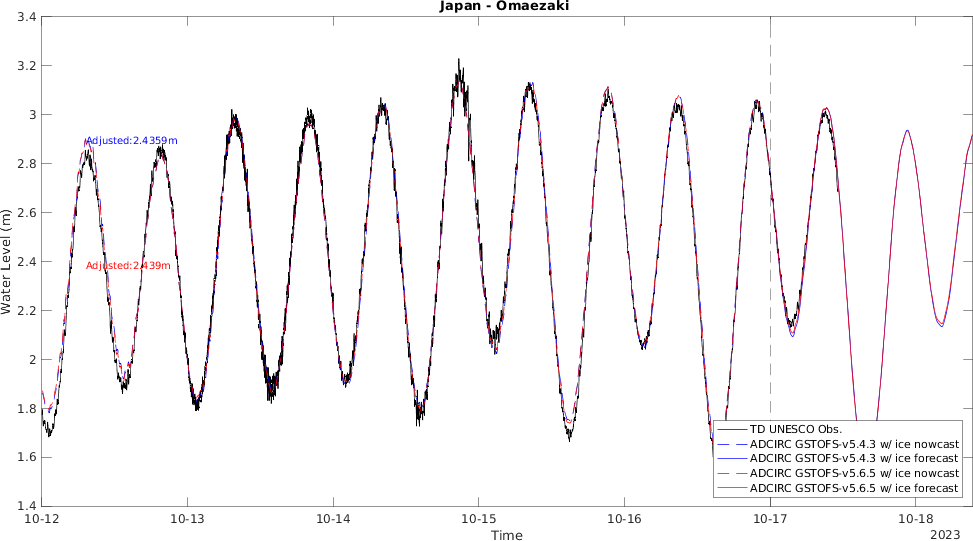 Japan - Omaezaki
3.4
3.2
3
2.8
2.6
2.4
2.2
2
1.8
1.6
1.4
Water Level (m)
Adjusted:2.4359m
Adjusted:2.439m
TD UNESCO Obs.
ADCIRC GSTOFS-v5.4.3 w/ ice nowcast
ADCIRC GSTOFS-v5.4.3 w/ ice forecast
ADCIRC GSTOFS-v5.6.5 w/ ice nowcast
ADCIRC GSTOFS-v5.6.5 w/ ice forecast
10-12 10-13 10-14 10-15 10-16 10-17 10-18
Time
2023